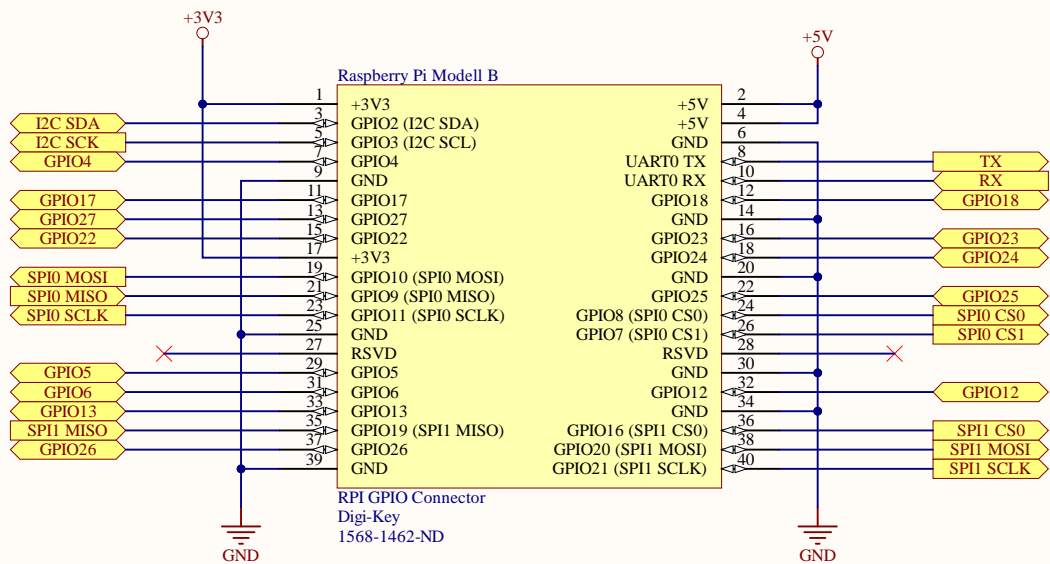 +3V3
+5V
Raspberry Pi Modell B
1 +3V3 +5V 2
I2C SDA 3 GPIO2 (I2C SDA) +5V 4
I2C SCK 5 GPIO3 (I2C SCL) GND 6
GPIO4 7 GPIO4 UART0 TX 8 TX
9 GND UART0 RX 10 RX
GPIO17 11 GPIO17 GPIO18 12 GPIO18
GPIO27 13 GPIO27 GND 14
GPIO22 15 GPIO22 GPIO23 16 GPIO23
17 +3V3 GPIO24 18 GPIO24
SPI0 MOSI 19 GPIO10 (SPI0 MOSI) GND 20
SPI0 MISO 21 GPIO9 (SPI0 MISO) GPIO25 22 GPIO25
SPI0 SCLK 23 GPIO11 (SPI0 SCLK) GPIO8 (SPI0 CS0) 24 SPI0 CS0
25 GND GPIO7 (SPI0 CS1) 26 SPI0 CS1
27 RSVD RSVD 28
GPIO5 29 GPIO5 GND 30
GPIO6 31 GPIO6 GPIO12 32 GPIO12
GPIO13 33 GPIO13 GND 34
SPI1 MISO 35 GPIO19 (SPI1 MISO) GPIO16 (SPI1 CS0) 36 SPI1 CS0
GPIO26 37 GPIO26 GPIO20 (SPI1 MOSI) 38 SPI1 MOSI
39 GND GPIO21 (SPI1 SCLK) 40 SPI1 SCLK
RPI GPIO Connector
Digi-Key
1568-1462-ND
GND
GND